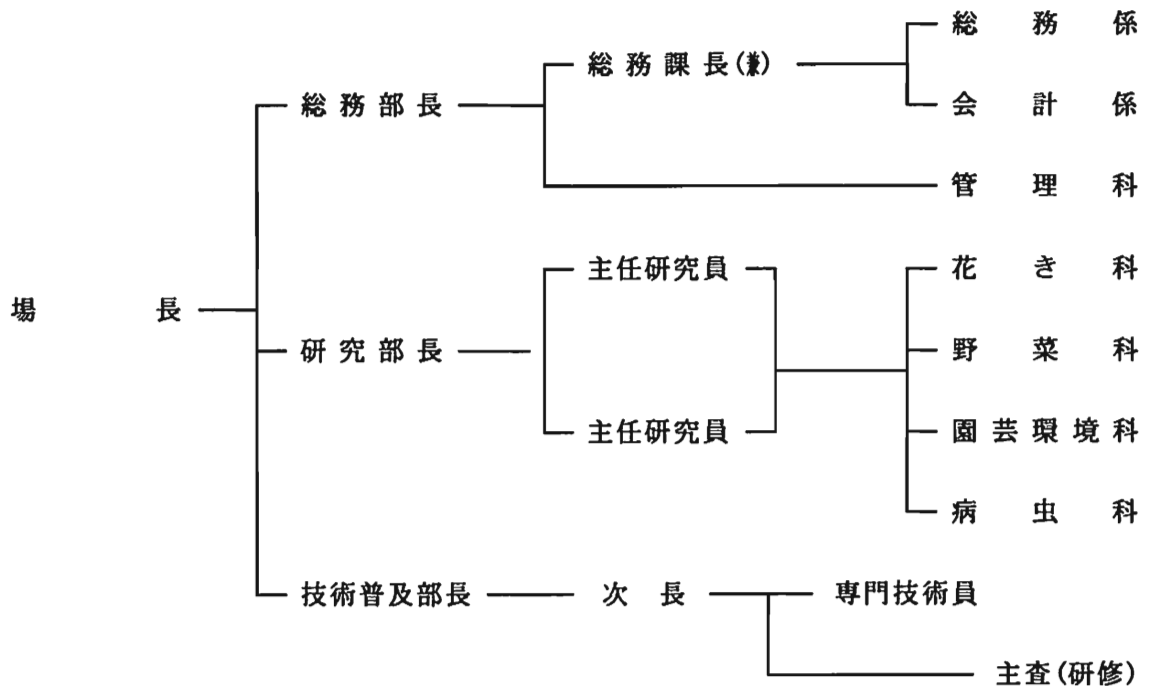 総務係
総務課長(兼)
総務部長
会計係
管理科
主任研究員
花き科
場長
研究部長
野菜科
主任研究員
園芸環境科
病虫科
技術普及部長
次長
専門技術員
主査(研修)